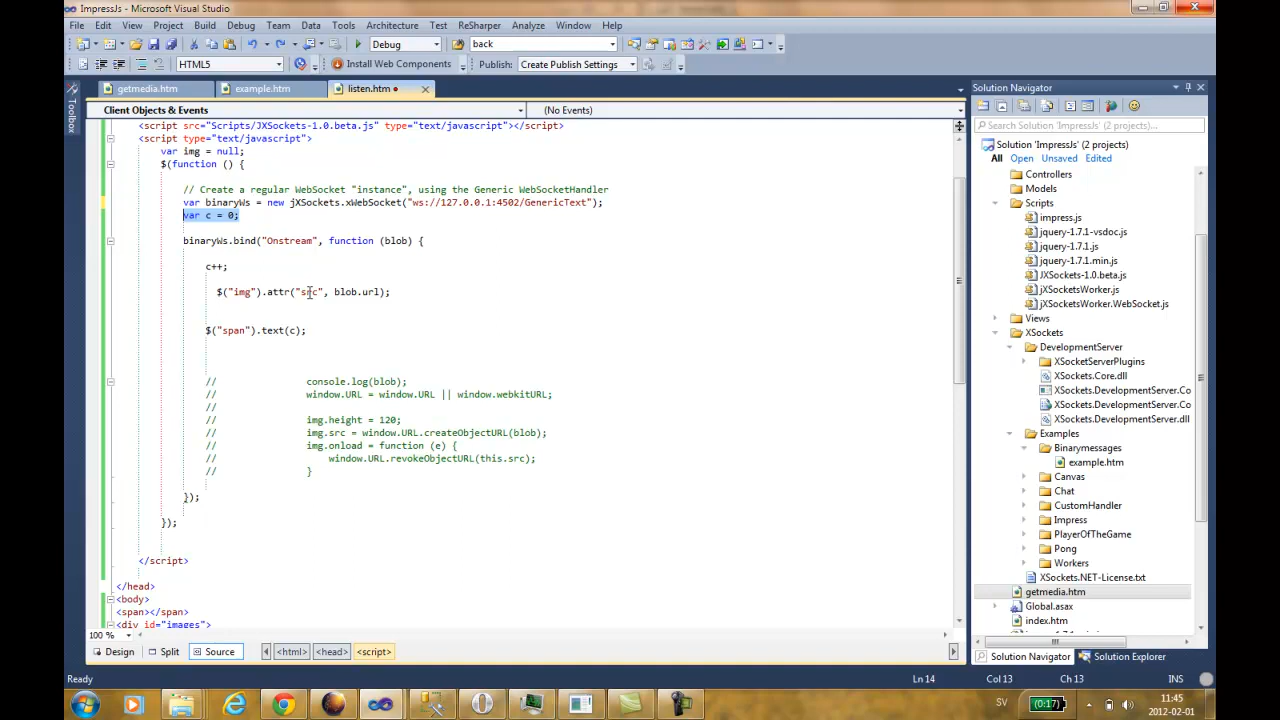 ImpressJs - Microsoft Visual Studio
File Edit View Project Build Debug Team Data Tools Architecture Test ReSharper Analyze Window Help
Debug back
HTML5 Install Web Components Publish: Create Publish Settings
Toolbox
getmedia.htm example.htm listen.htm
Client Objects & Events (No Events)
<script src="Scripts/JXSockets-1.0.beta.js" type="text/javascript"></script>
<script type="text/javascript">
var img = null;
$(function () {
// Create a regular WebSocket "instance", using the Generic WebSocketHandler
var binaryWs = new jXSockets.xWebSocket("ws://127.0.0.1:4502/GenericText");
var c = 0;
binaryWs.bind("Onstream", function (blob) {
c++;
$("img").attr("src", blob.url);
$("span").text(c);
// console.log(blob);
// window.URL = window.URL || window.webkitURL;
//
// img.height = 120;
// img.src = window.URL.createObjectURL(blob);
// img.onload = function (e) {
// window.URL.revokeObjectURL(this.src);
// }
});
});
</script>
</head>
<body>
<span></span>
<div id="images">
100 %
Design Split Source <html> <head> <script>
Solution Navigator
Search Solution Navigator
Solution 'ImpressJs' (2 projects)
All Open Unsaved Edited
Controllers
Models
Scripts
impress.js
jquery-1.7.1-vsdoc.js
jquery-1.7.1.js
jquery-1.7.1.min.js
JXSockets-1.0.beta.js
jXSocketsWorker.js
jXSocketsWorker.WebSocket.js
Views
XSockets
DevelopmentServer
XSocketServerPlugins
XSockets.Core.dll
XSockets.DevelopmentServer.Co
XSockets.DevelopmentServer.Co
XSockets.DevelopmentServer.dll
Examples
Binarymessages
example.htm
Canvas
Chat
CustomHandler
Impress
PlayerOfTheGame
Pong
Workers
XSockets.NET-License.txt
getmedia.htm
Global.asax
index.htm
Solution Navigator Solution Explorer
Ready Ln 14 Col 13 Ch 13 INS
SV (0:17) 11:45
2012-02-01